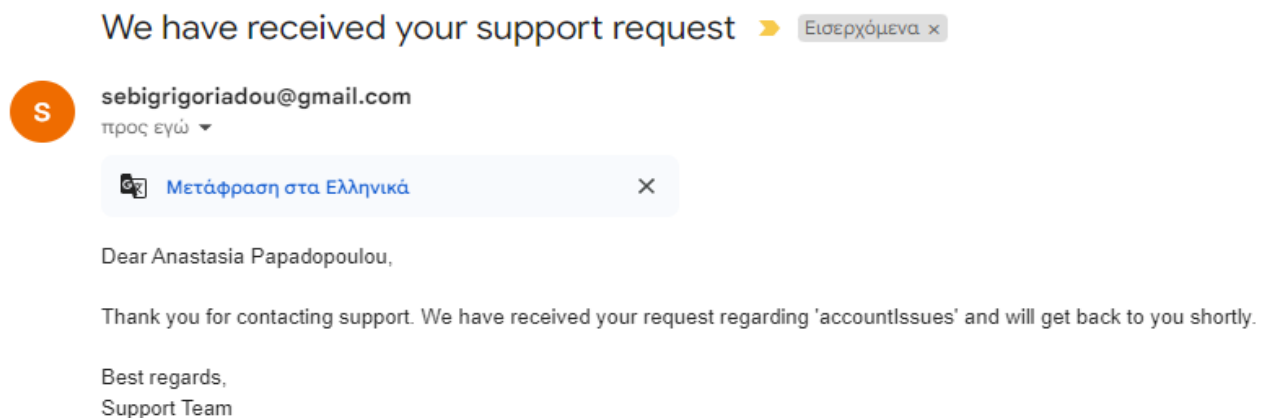 We have received your support request Εισερχόμενα ×
S
sebigrigoriadou@gmail.com
προς εγώ
Μετάφραση στα Ελληνικά ×
Dear Anastasia Papadopoulou,
Thank you for contacting support. We have received your request regarding 'accountIssues' and will get back to you shortly.
Best regards,
Support Team